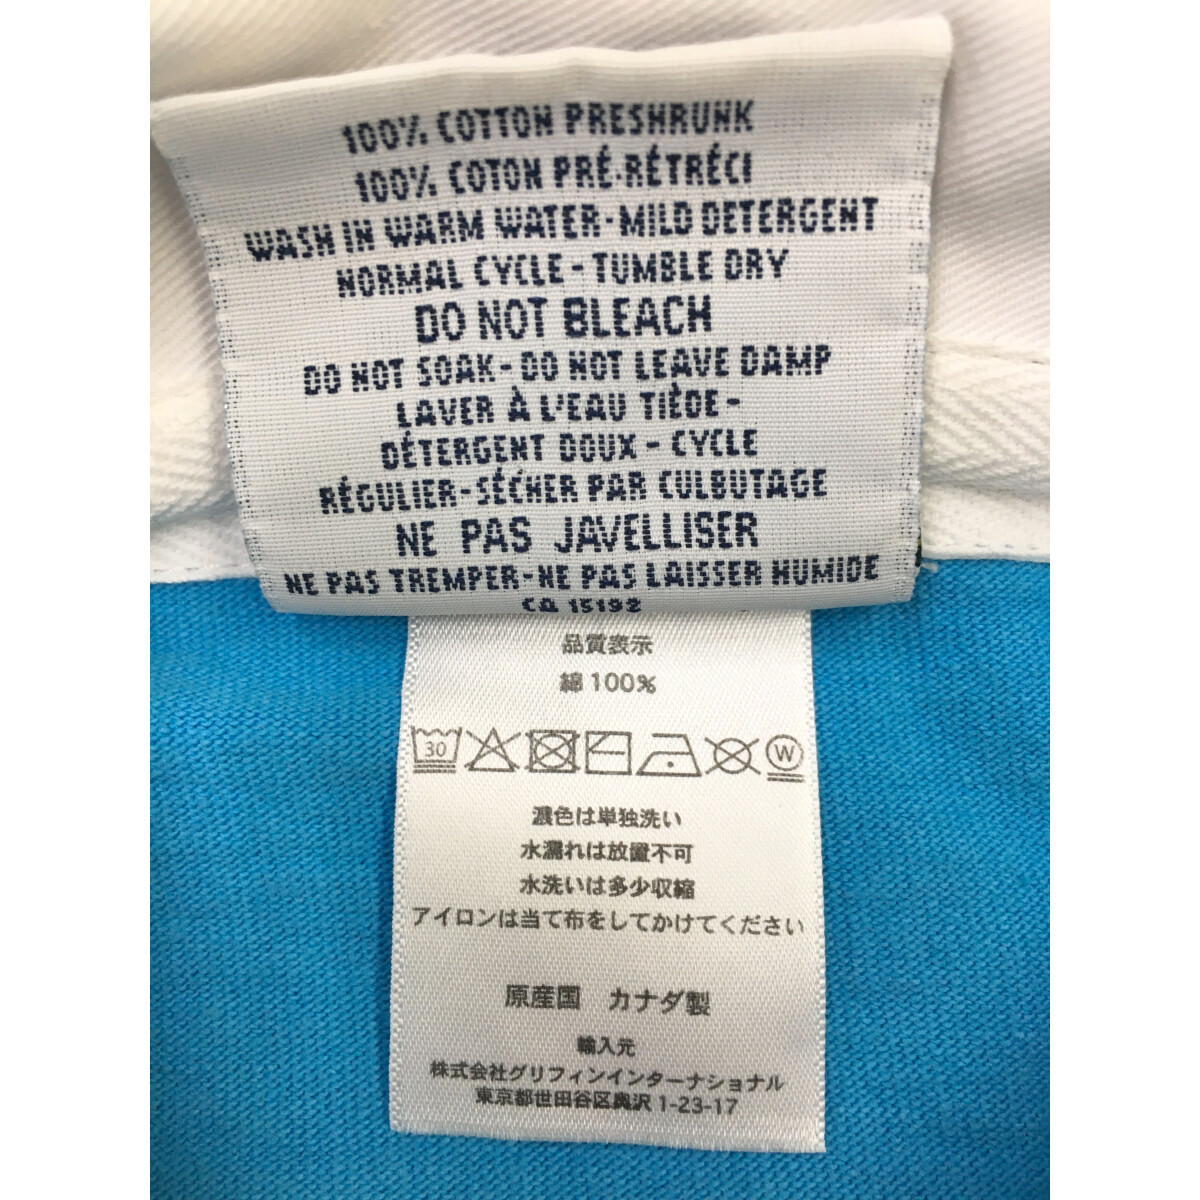 100% COTTON PRESHRUNK
100% COTON PRÉ-RÉTRÉCI
WASH IN WARM WATER-MILD DETERGENT
NORMAL CYCLE-TUMBLE DRY
DO NOT BLEACH
DO NOT SOAK-DO NOT LEAVE DAMP
LAVER À L'EAU TIÈDE-
DÉTERGENT DOUX-CYCLE
RÉGULIER-SÉCHER PAR CULBUTAGE
NE PAS JAVELLISER
NE PAS TREMPER-NE PAS LAISSER HUMIDE
CA 15192
品質表示
綿100%
30 W
濃色は単独洗い
水漏れは放置不可
水洗いは多少収縮
アイロンは当て布をしてかけてください
原産国 カナダ製
輸入元
株式会社グリフィンインターナショナル
東京都世田谷区奥沢1-23-17